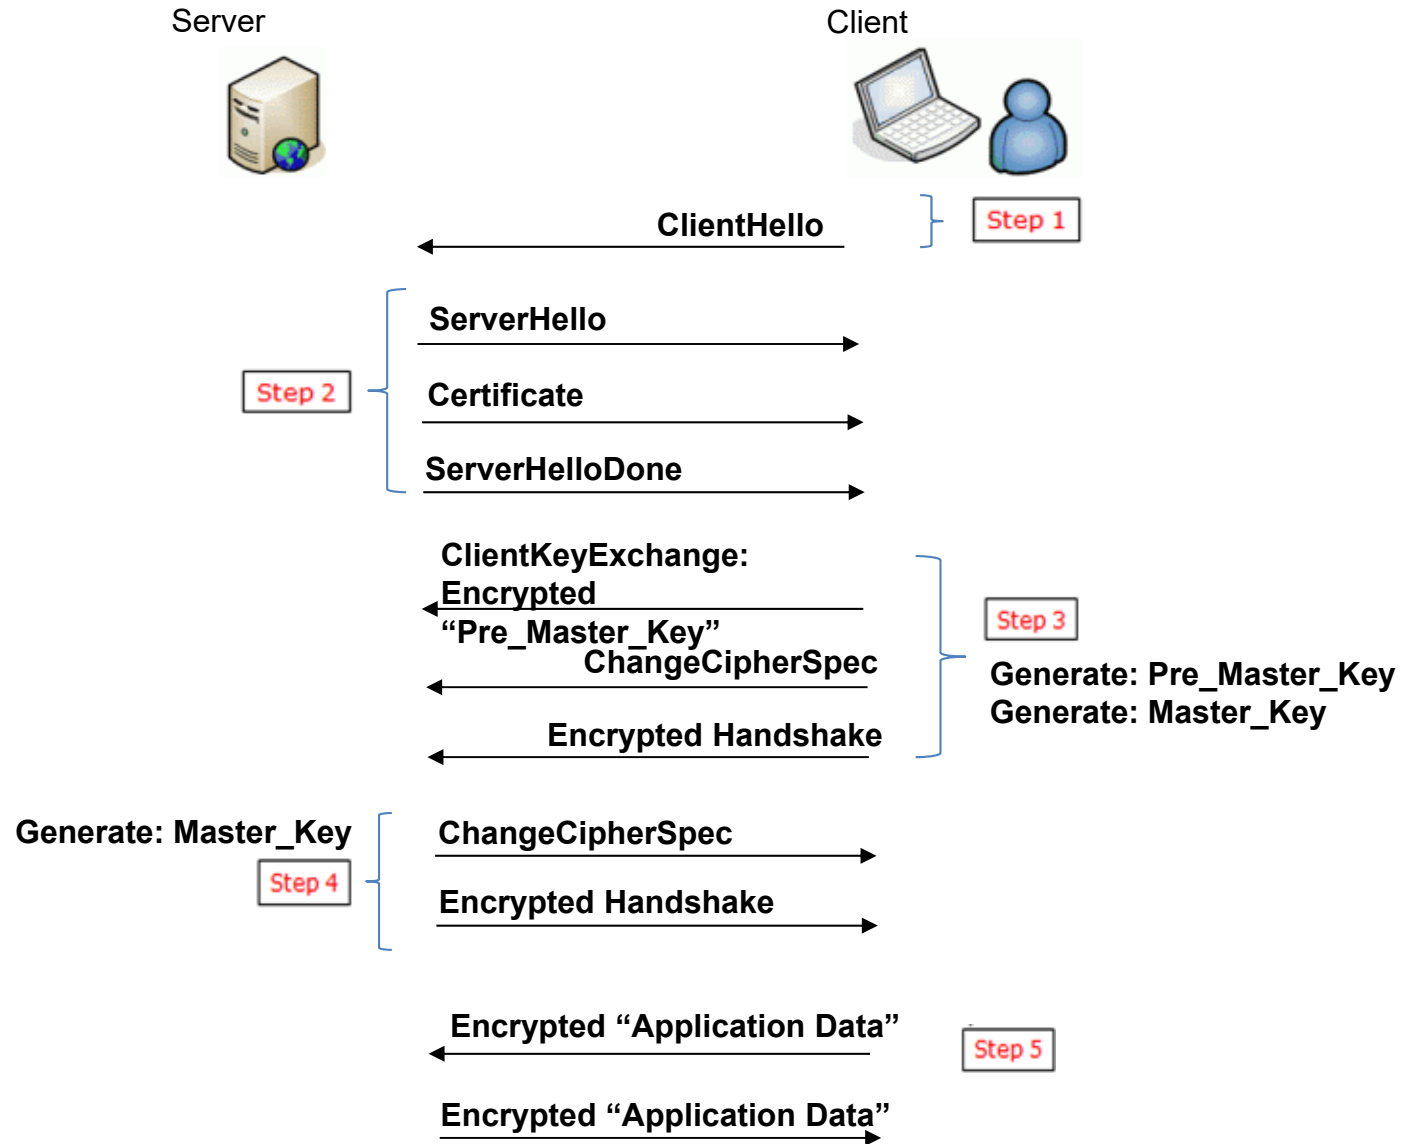 Server
Client
ClientHello
Step 1
ServerHello
Step 2
Certificate
ServerHelloDone
ClientKeyExchange:
Encrypted
“Pre_Master_Key”
Step 3
ChangeCipherSpec
Generate: Pre_Master_Key
Generate: Master_Key
Encrypted Handshake
Generate: Master_Key
ChangeCipherSpec
Step 4
Encrypted Handshake
Encrypted “Application Data”
Step 5
Encrypted “Application Data”